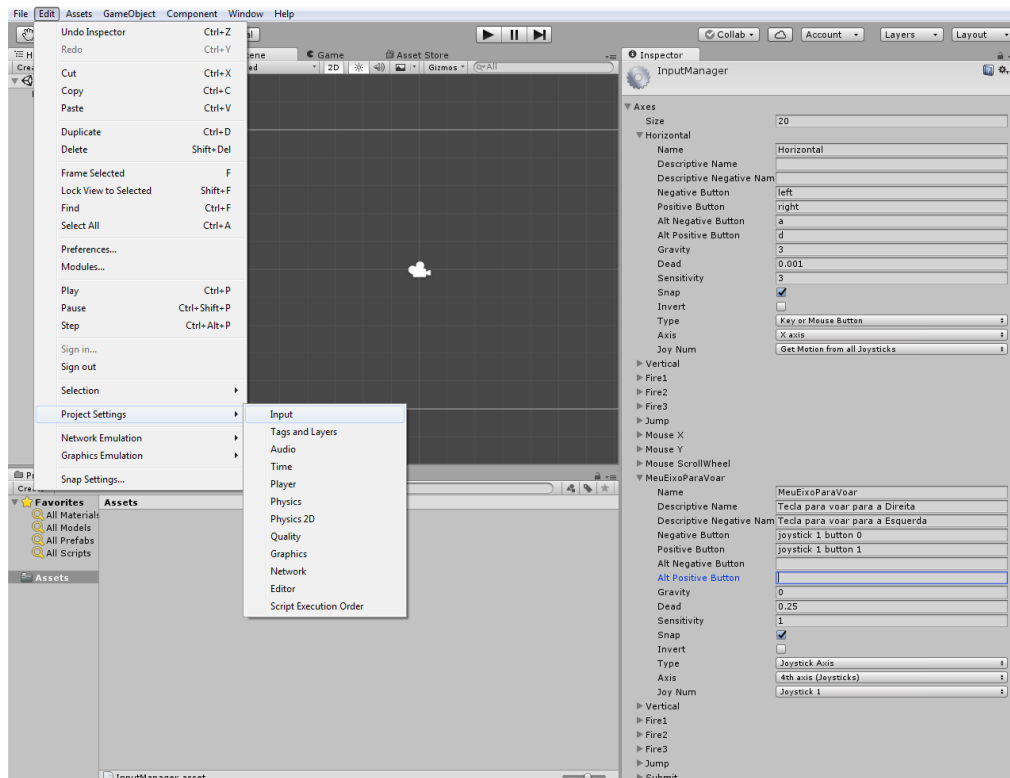 File Edit Assets GameObject Component Window Help
Undo Inspector Ctrl+Z
Redo Ctrl+Y
Cut Ctrl+X
Copy Ctrl+C
Paste Ctrl+V
Duplicate Ctrl+D
Delete Shift+Del
Frame Selected F
Lock View to Selected Shift+F
Find Ctrl+F
Select All Ctrl+A
Preferences...
Modules...
Play Ctrl+P
Pause Ctrl+Shift+P
Step Ctrl+Alt+P
Sign in...
Sign out
Selection
Project Settings
Network Emulation
Graphics Emulation
Snap Settings...
Input
Tags and Layers
Audio
Time
Player
Physics
Physics 2D
Quality
Graphics
Network
Editor
Script Execution Order
Collab Account Layers Layout
Game Asset Store
2D Gizmos All
Favorites
All Materials
All Models
All Prefabs
All Scripts
Assets
Assets
InputManager.asset
Inspector
InputManager
Axes
Size 20
Horizontal
Name Horizontal
Descriptive Name
Descriptive Negative Nam
Negative Button left
Positive Button right
Alt Negative Button a
Alt Positive Button d
Gravity 3
Dead 0.001
Sensitivity 3
Snap
Invert
Type Key or Mouse Button
Axis X axis
Joy Num Get Motion from all Joysticks
Vertical
Fire1
Fire2
Fire3
Jump
Mouse X
Mouse Y
Mouse ScrollWheel
MeuEixoParaVoar
Name MeuEixoParaVoar
Descriptive Name Tecla para voar para a Direita
Descriptive Negative Nam Tecla para voar para a Esquerda
Negative Button joystick 1 button 0
Positive Button joystick 1 button 1
Alt Negative Button
Alt Positive Button
Gravity 0
Dead 0.25
Sensitivity 1
Snap
Invert
Type Joystick Axis
Axis 4th axis (Joysticks)
Joy Num Joystick 1
Vertical
Fire1
Fire2
Fire3
Jump
Submit